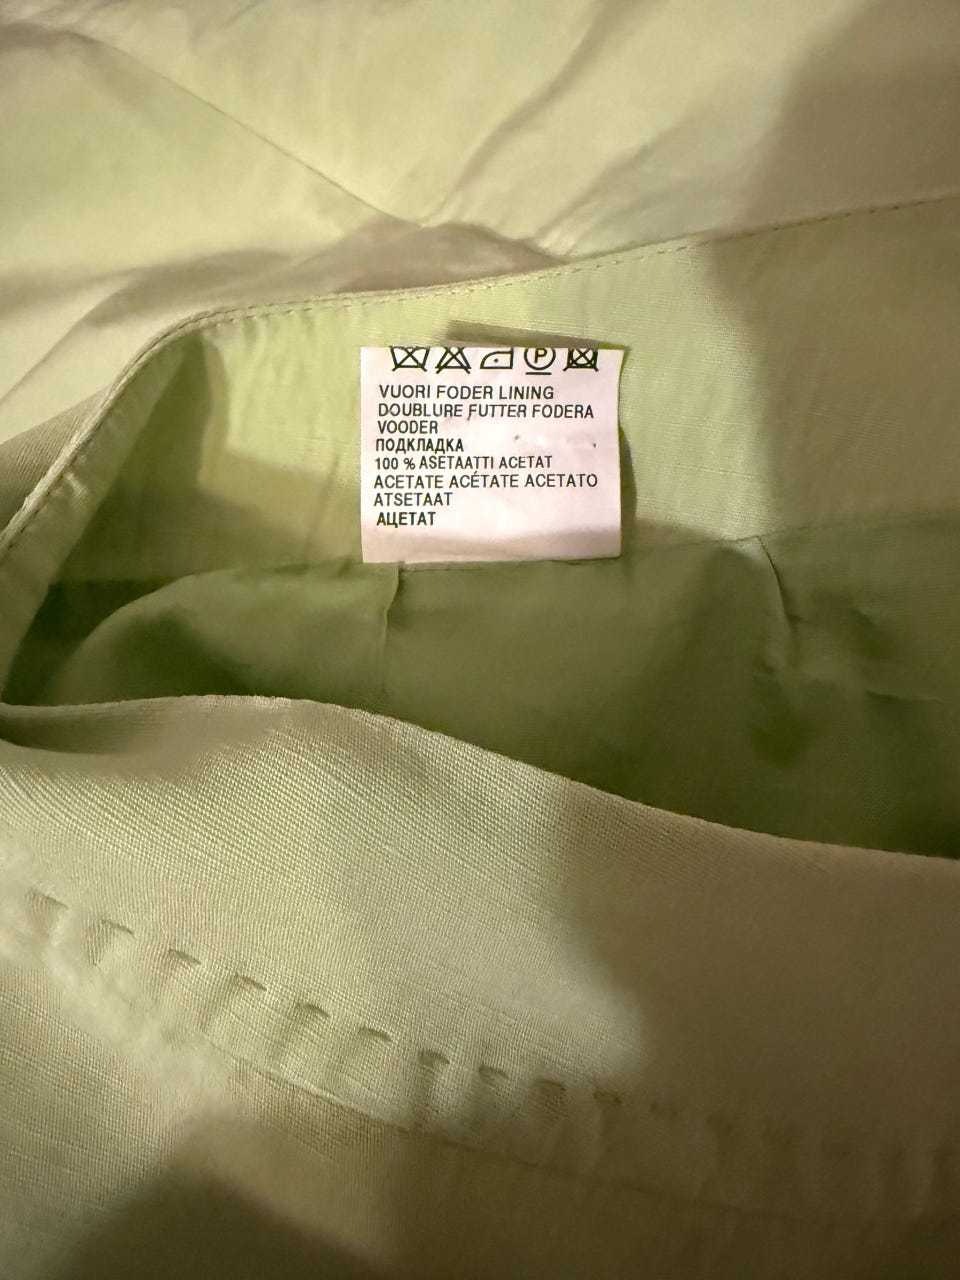 P
VUORI FODER LINING
DOUBLURE FUTTER FODERA
VOODER
ПОДКЛАДКА
100 % ASETAATTI ACETAT
ACETATE ACÉTATE ACETATO
ATSETAAT
АЦЕТАТ